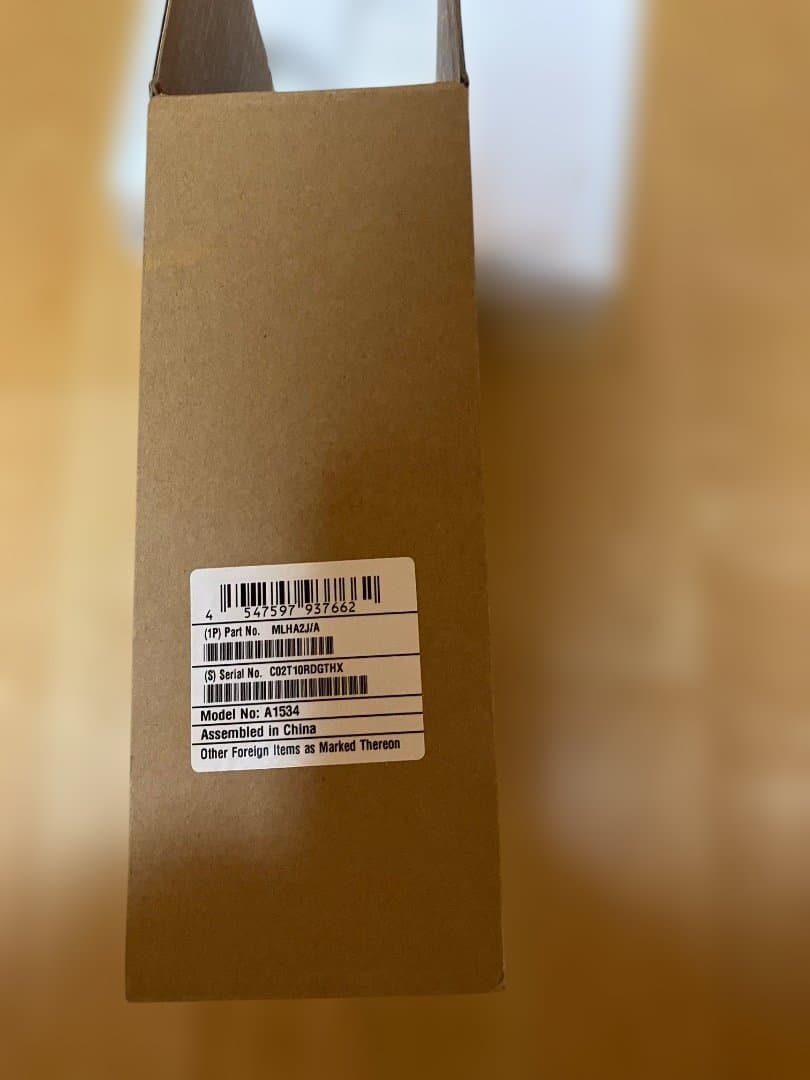 4 547597 937662
(1P) Part No. MLHA2J/A
(S) Serial No. C02T10RDGTHX
Model No: A1534
Assembled in China
Other Foreign Items as Marked Thereon